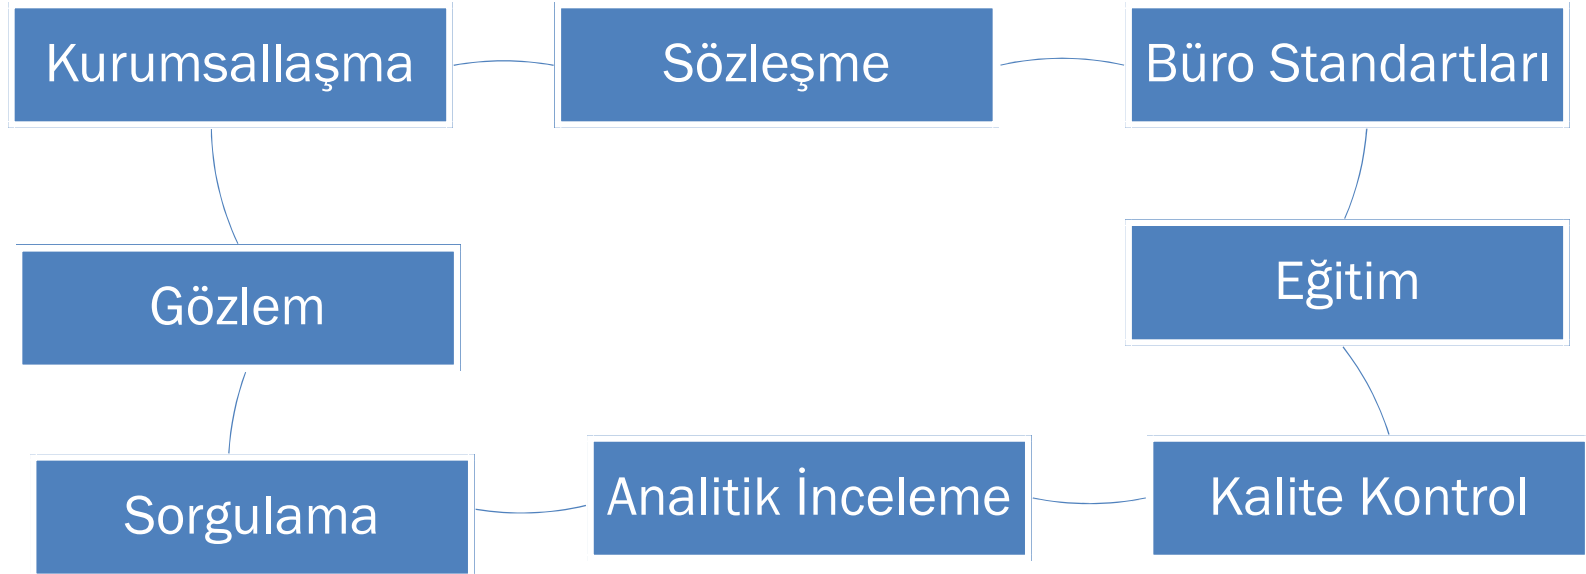 Kurumsallaşma
Sözleşme
Büro Standartları
Gözlem
Eğitim
Sorgulama
Analitik İnceleme
Kalite Kontrol